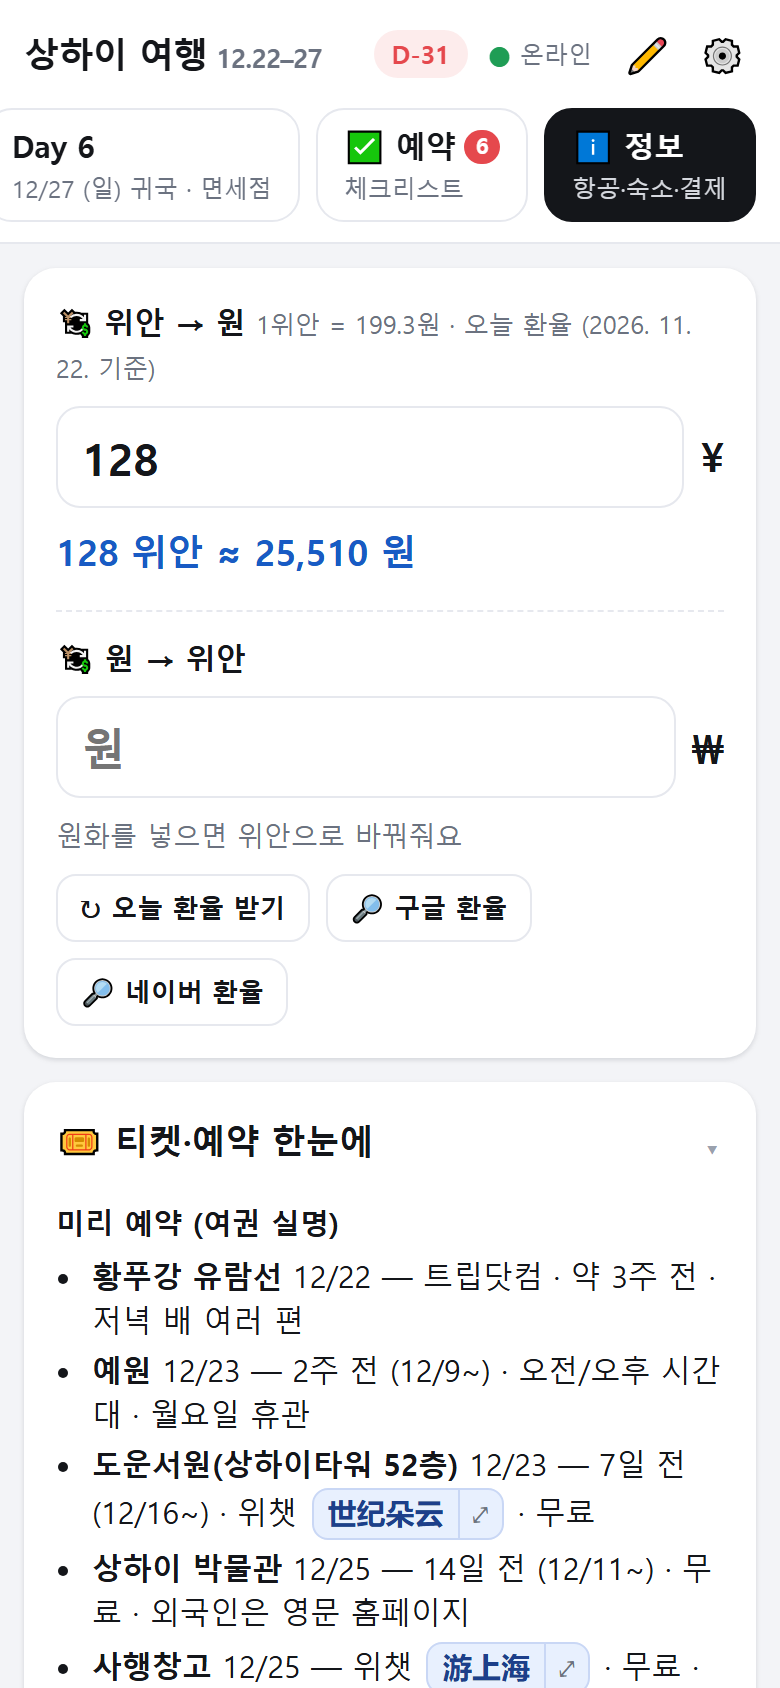 상하이 여행 12.22–27 D-31 온라인
Day 6
12/27 (일) 귀국 · 면세점
예약 6
체크리스트
정보
항공·숙소·결제
위안 → 원 1위안 = 199.3원 · 오늘 환율 (2026. 11.
22. 기준)
128 ¥
128 위안 ≈ 25,510 원
원 → 위안
원 ₩
원화를 넣으면 위안으로 바꿔줘요
↻ 오늘 환율 받기
구글 환율
네이버 환율
티켓·예약 한눈에 ▼
미리 예약 (여권 실명)
• 황푸강 유람선 12/22 — 트립닷컴 · 약 3주 전 ·
저녁 배 여러 편
• 예원 12/23 — 2주 전 (12/9~) · 오전/오후 시간
대 · 월요일 휴관
• 도운서원(상하이타워 52층) 12/23 — 7일 전
(12/16~) · 위챗 世纪朵云 ⤢ · 무료
• 상하이 박물관 12/25 — 14일 전 (12/11~) · 무
료 · 외국인은 영문 홈페이지
• 사행창고 12/25 — 위챗 游上海 ⤢ · 무료 ·